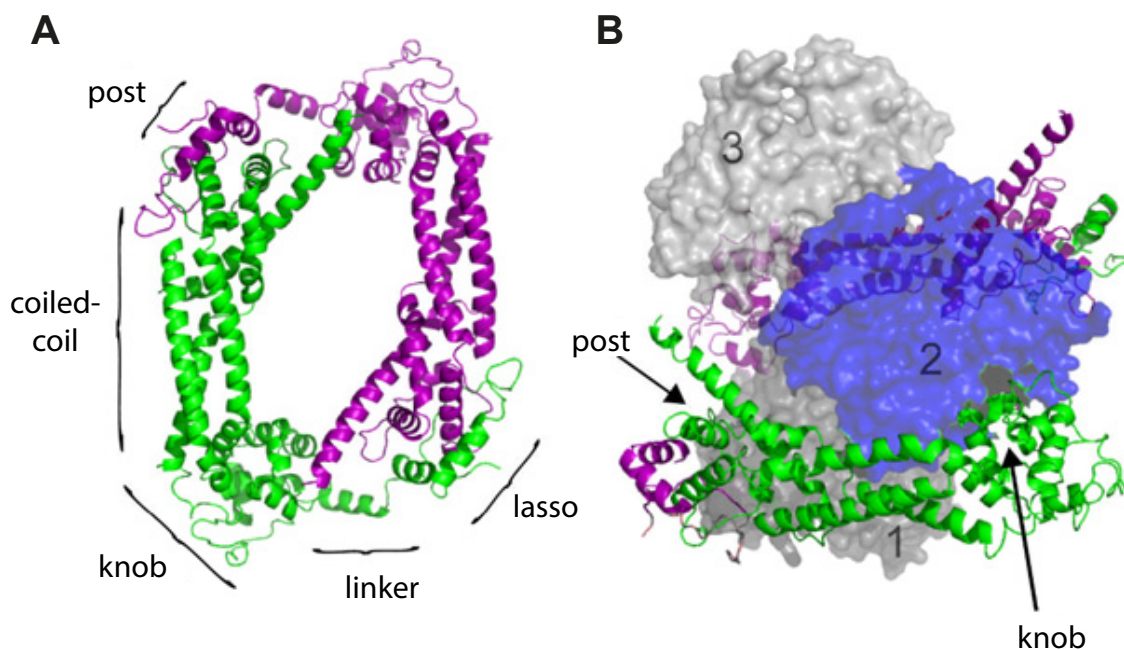 A
B
post
coiled-
coil
knob
linker
lasso
3
post
2
1
knob